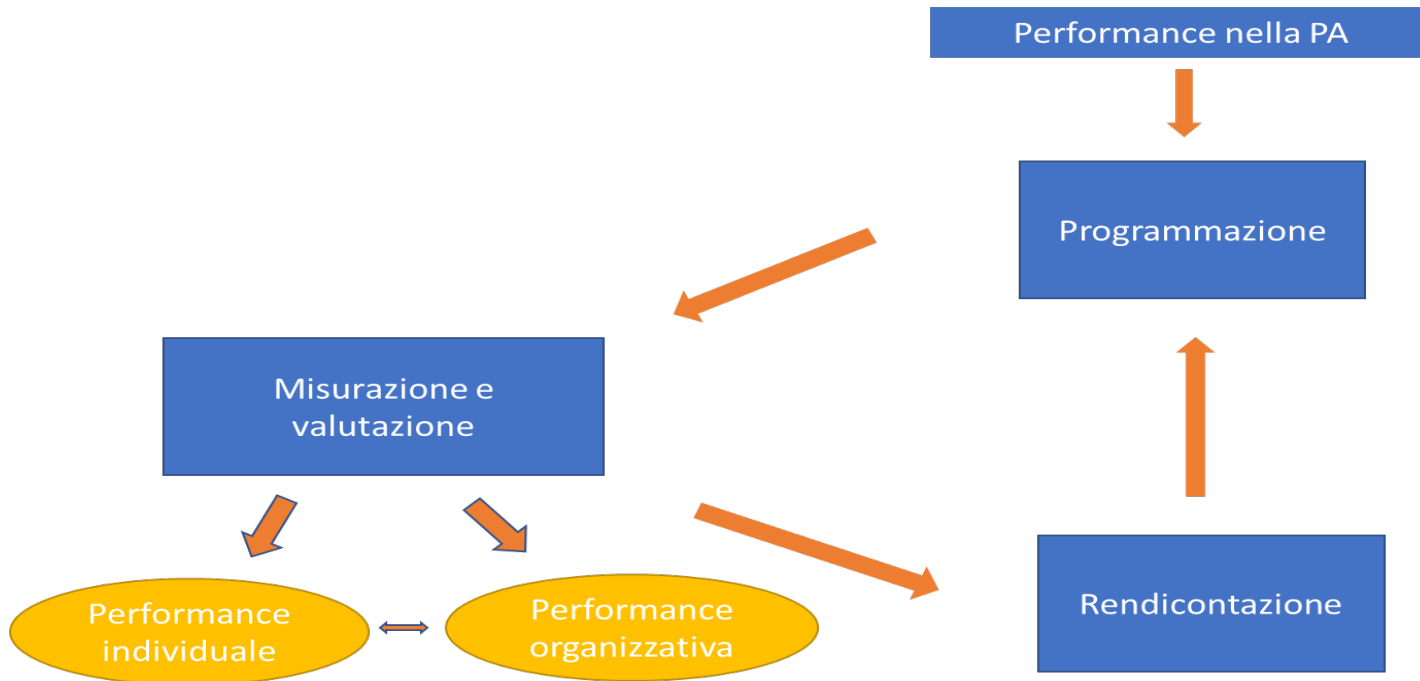 Performance nella PA
Programmazione
Misurazione e
valutazione
Performance
individuale
Performance
organizzativa
Rendicontazione